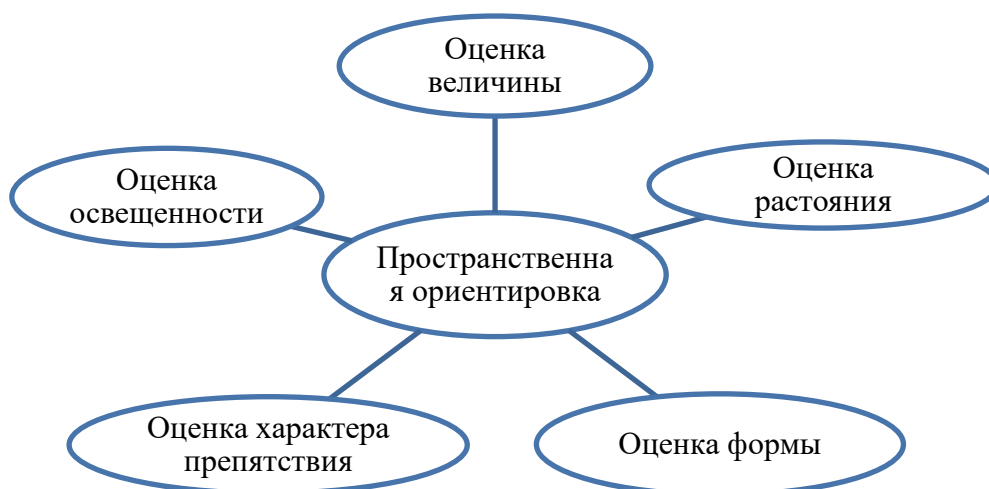 Оценка
величины
Оценка
освещенности
Оценка
растояния
Пространственна
я ориентировка
Оценка характера
препятствия
Оценка формы